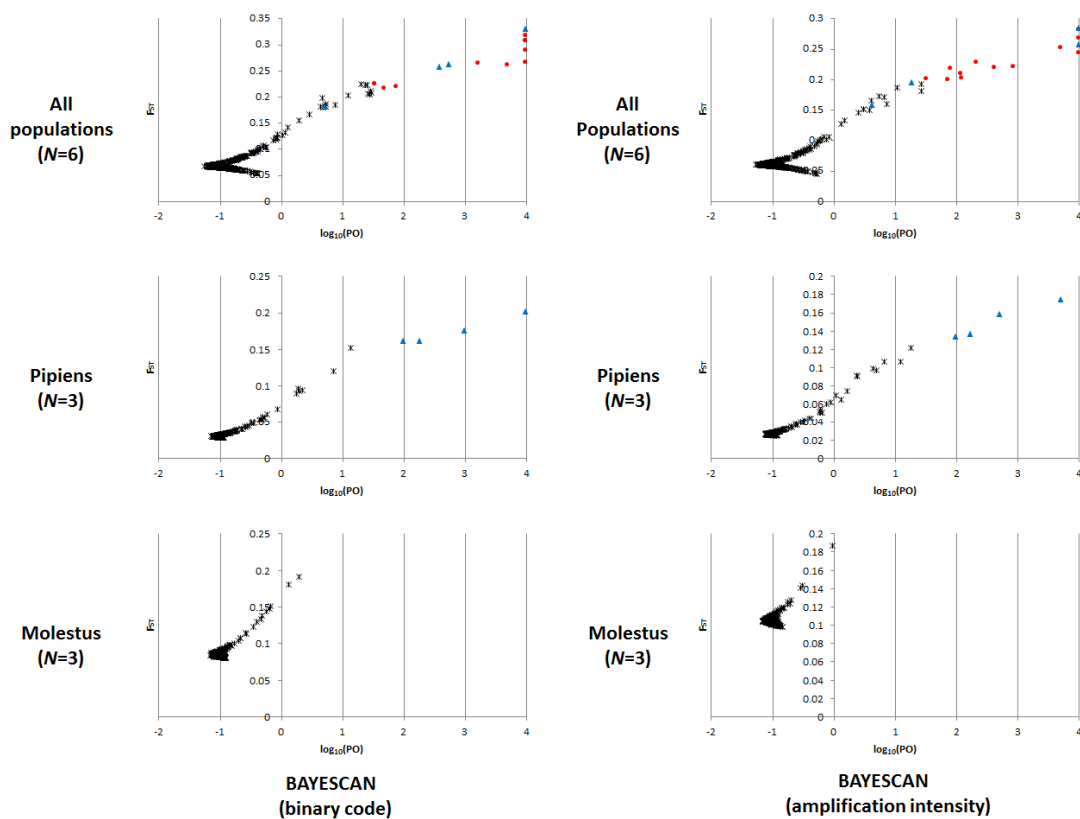 All
populations
(N=6)
0.35
0.3
0.25
0.2
0.15
0.1
0.05
0
FST
-2 -1 0 1 2 3 4
log10(PO)
All
Populations
(N=6)
0.3
0.25
0.2
0.15
0.1
0.05
0
FST
-2 -1 0 1 2 3 4
log10(PO)
Pipiens
(N=3)
0.25
0.2
0.15
0.1
0.05
0
FST
-2 -1 0 1 2 3 4
log10(PO)
Pipiens
(N=3)
0.2
0.18
0.16
0.14
0.12
0.1
0.08
0.06
0.04
0.02
0
FST
-2 -1 0 1 2 3 4
log10(PO)
Molestus
(N=3)
0.25
0.2
0.15
0.1
0.05
0
FST
-2 -1 0 1 2 3 4
log10(PO)
Molestus
(N=3)
0.2
0.18
0.16
0.14
0.12
0.1
0.08
0.06
0.04
0.02
0
FST
-2 -1 0 1 2 3 4
log10(PO)
BAYESCAN
(binary code)
BAYESCAN
(amplification intensity)